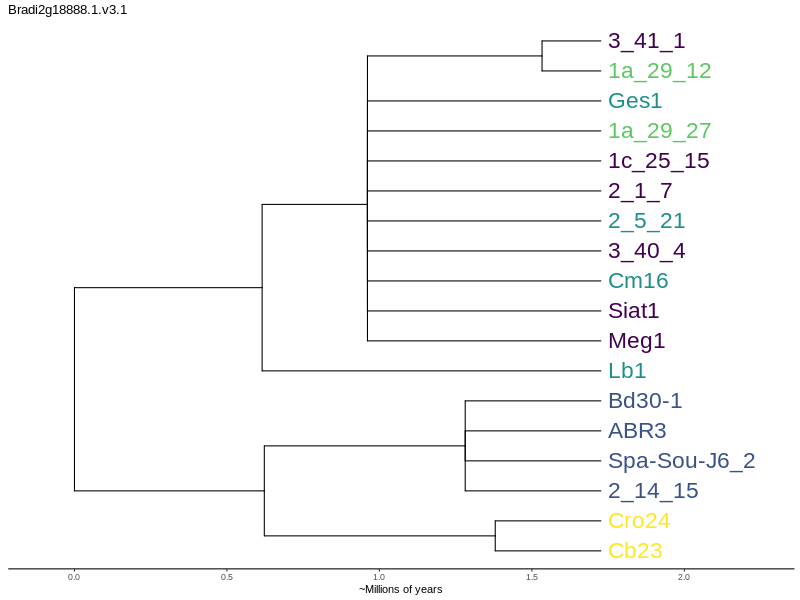 Bradi2g18888.1.v3.1
3_41_1
1a_29_12
Ges1
1a_29_27
1c_25_15
2_1_7
2_5_21
3_40_4
Cm16
Siat1
Meg1
Lb1
Bd30-1
ABR3
Spa-Sou-J6_2
2_14_15
Cro24
Cb23
0.0 0.5 1.0 1.5 2.0
~Millions of years